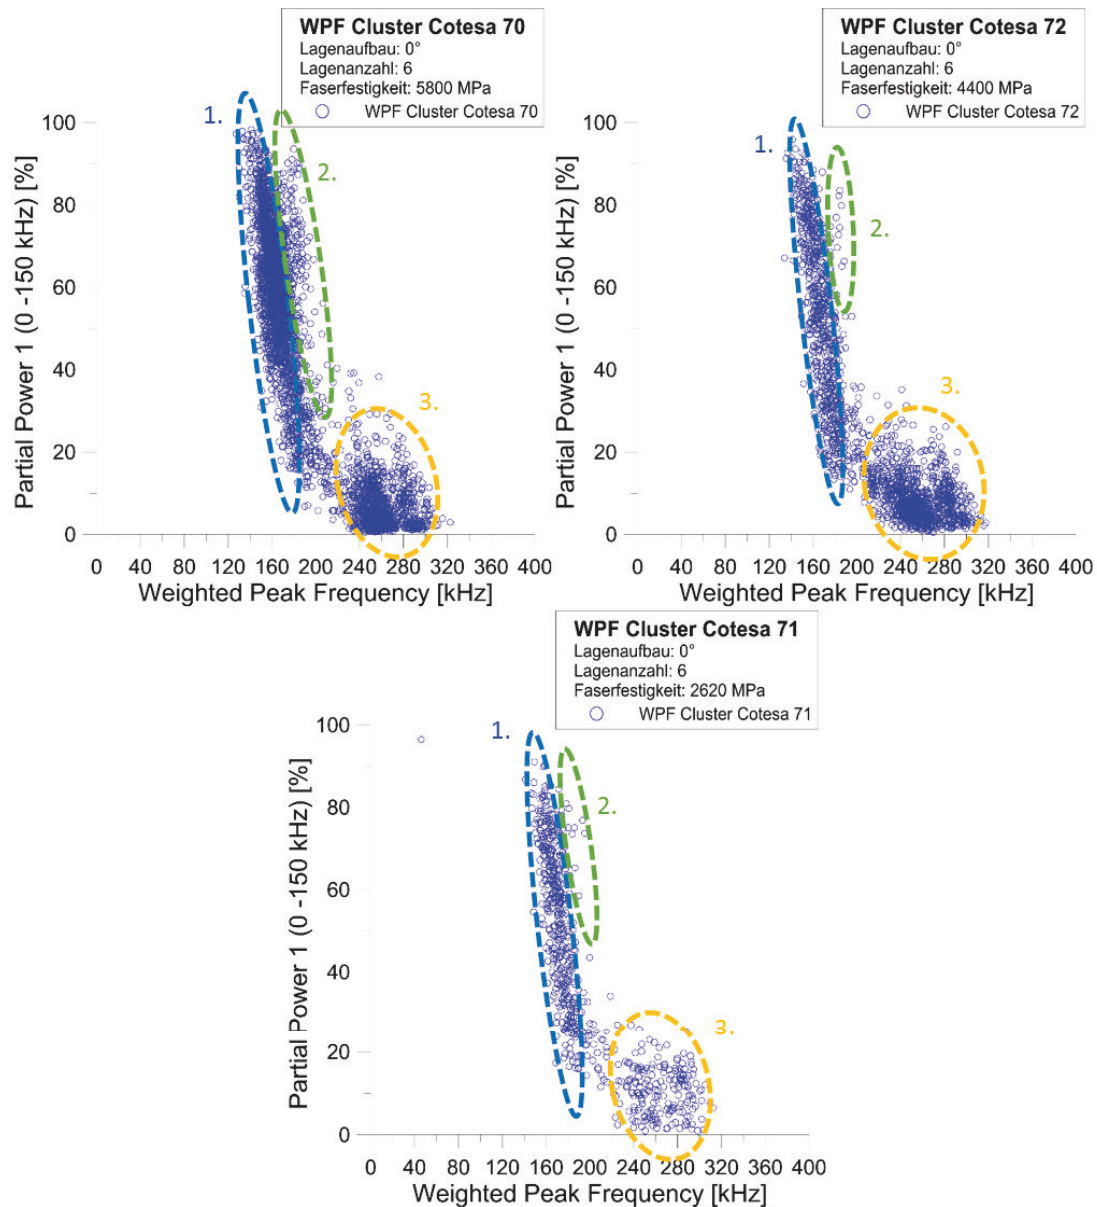 WPF Cluster Cotesa 70
Lagenaufbau: 0°
Lagenanzahl: 6
Faserfestigkeit: 5800 MPa
WPF Cluster Cotesa 70
1.
2.
3.
Partial Power 1 (0 -150 kHz) [%]
100
80
60
40
20
0
0 40 80 120 160 200 240 280 320 360 400
Weighted Peak Frequency [kHz]
WPF Cluster Cotesa 72
Lagenaufbau: 0°
Lagenanzahl: 6
Faserfestigkeit: 4400 MPa
WPF Cluster Cotesa 72
1.
2.
3.
Partial Power 1 (0 -150 kHz) [%]
100
80
60
40
20
0
0 40 80 120 160 200 240 280 320 360 400
Weighted Peak Frequency [kHz]
WPF Cluster Cotesa 71
Lagenaufbau: 0°
Lagenanzahl: 6
Faserfestigkeit: 2620 MPa
WPF Cluster Cotesa 71
1.
2.
3.
Partial Power 1 (0 -150 kHz) [%]
100
80
60
40
20
0
0 40 80 120 160 200 240 280 320 360 400
Weighted Peak Frequency [kHz]